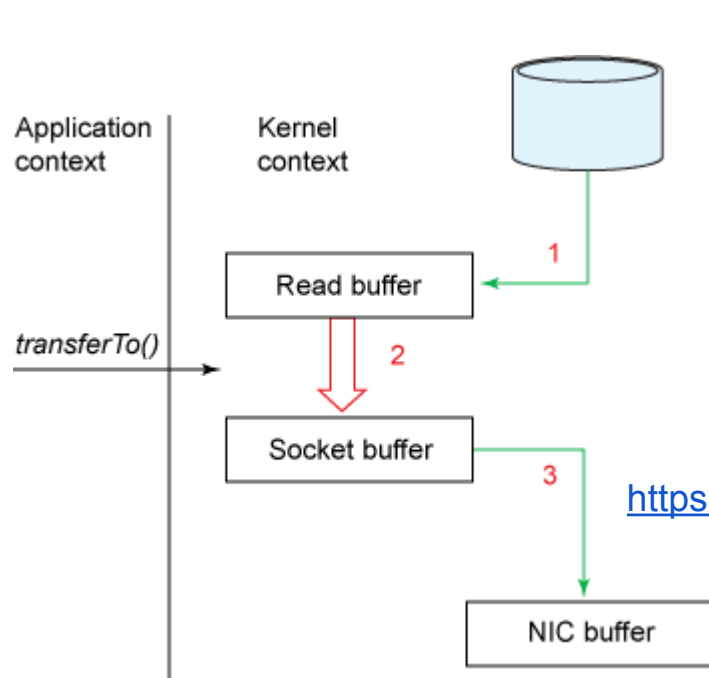 Application
context
Kernel
context
1
Read buffer
transferTo()
2
Socket buffer
3
https
NIC buffer